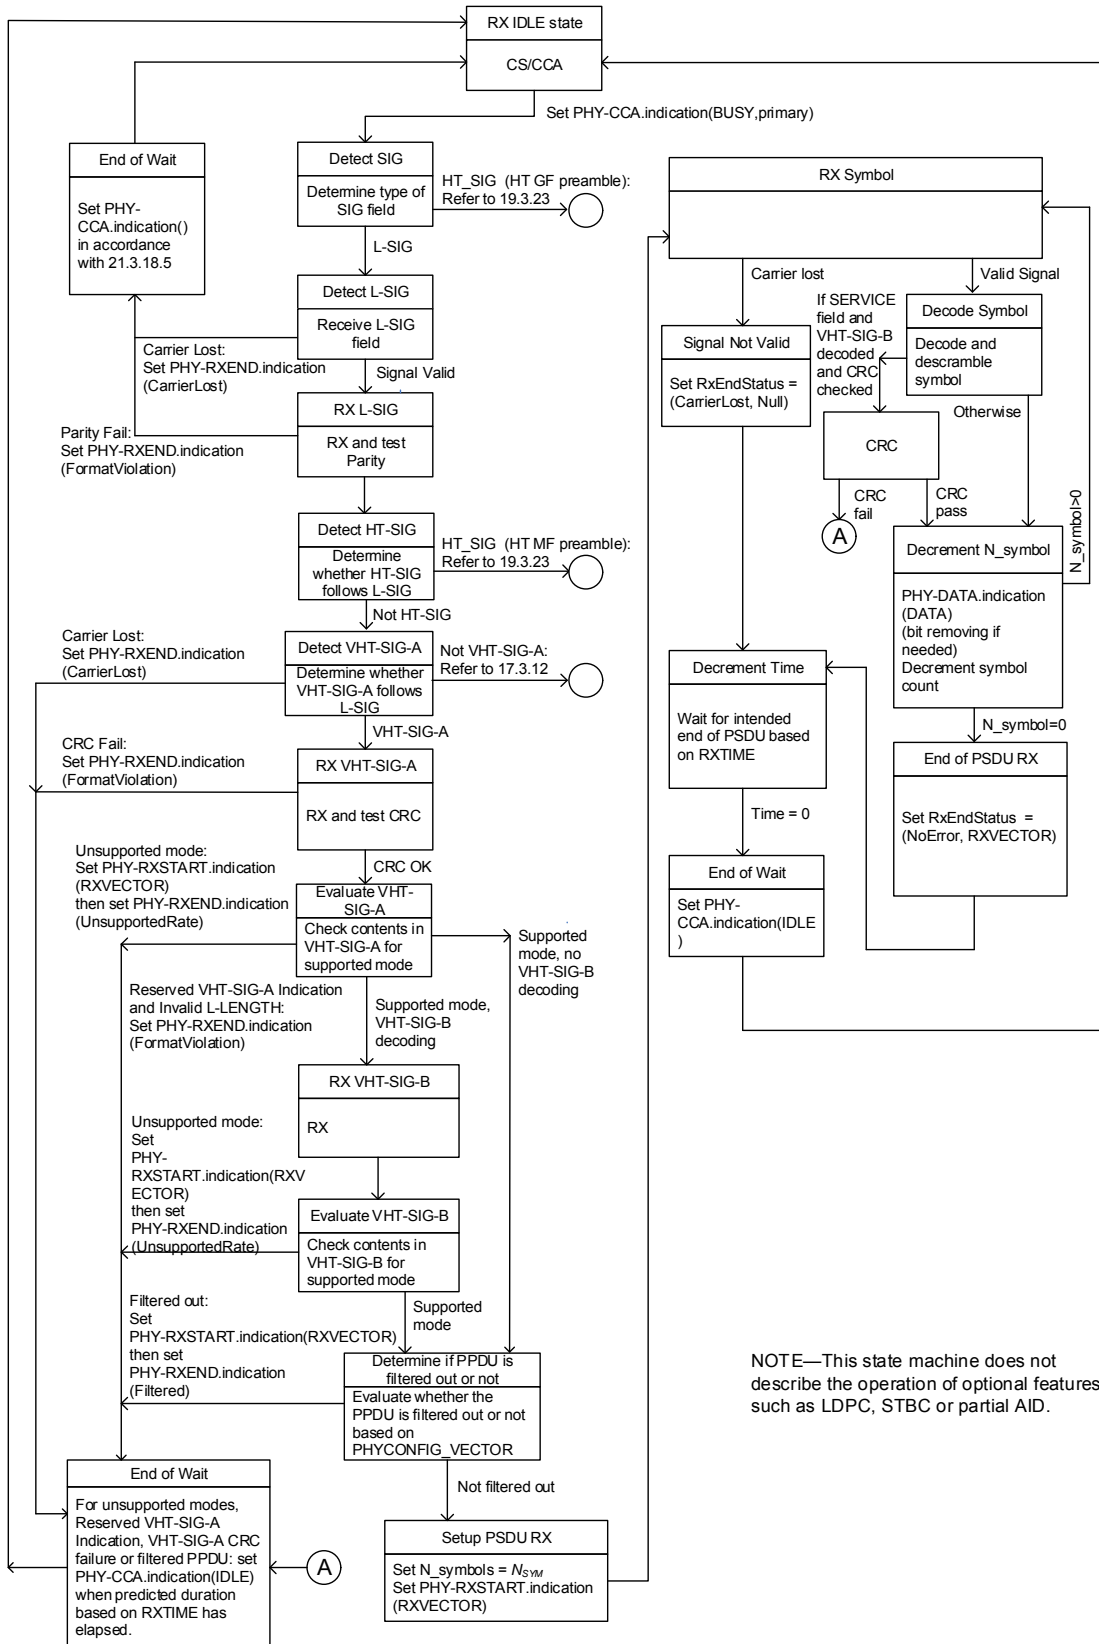 RX IDLE state
CS/CCA
Set PHY-CCA.indication(BUSY,primary)
End of Wait
Set PHY-
CCA.indication()
in accordance
with 21.3.18.5
Detect SIG
Determine type of
SIG field
HT_SIG (HT GF preamble):
Refer to 19.3.23
L-SIG
Detect L-SIG
Receive L-SIG
field
Carrier Lost:
Set PHY-RXEND.indication
(CarrierLost)
Signal Valid
RX L-SIG
RX and test
Parity
Parity Fail:
Set PHY-RXEND.indication
(FormatViolation)
Detect HT-SIG
Determine
whether HT-SIG
follows L-SIG
HT_SIG (HT MF preamble):
Refer to 19.3.23
Not HT-SIG
Carrier Lost:
Set PHY-RXEND.indication
(CarrierLost)
Detect VHT-SIG-A
Determine whether
VHT-SIG-A follows
L-SIG
Not VHT-SIG-A:
Refer to 17.3.12
VHT-SIG-A
CRC Fail:
Set PHY-RXEND.indication
(FormatViolation)
RX VHT-SIG-A
RX and test CRC
CRC OK
Unsupported mode:
Set PHY-RXSTART.indication
(RXVECTOR)
then set PHY-RXEND.indication
(UnsupportedRate)
Evaluate VHT-
SIG-A
Check contents in
VHT-SIG-A for
supported mode
Supported
mode, no
VHT-SIG-B
decoding
Reserved VHT-SIG-A Indication
and Invalid L-LENGTH:
Set PHY-RXEND.indication
(FormatViolation)
Supported mode,
VHT-SIG-B
decoding
RX VHT-SIG-B
RX
Unsupported mode:
Set
PHY-
RXSTART.indication(RXV
ECTOR)
then set
PHY-RXEND.indication
(UnsupportedRate)
Evaluate VHT-SIG-B
Check contents in
VHT-SIG-B for
supported mode
Supported
mode
Filtered out:
Set
PHY-RXSTART.indication(RXVECTOR)
then set
PHY-RXEND.indication
(Filtered)
Determine if PPDU is
filtered out or not
Evaluate whether the
PPDU is filtered out or not
based on
PHYCONFIG_VECTOR
Not filtered out
End of Wait
For unsupported modes,
Reserved VHT-SIG-A
Indication, VHT-SIG-A CRC
failure or filtered PPDU: set
PHY-CCA.indication(IDLE)
when predicted duration
based on RXTIME has
elapsed.
A
Setup PSDU RX
Set N_symbols = N_SYM
Set PHY-RXSTART.indication
(RXVECTOR)
RX Symbol
Carrier lost
Valid Signal
Signal Not Valid
Set RxEndStatus =
(CarrierLost, Null)
If SERVICE
field and
VHT-SIG-B
decoded
and CRC
checked
Decode Symbol
Decode and
descramble
symbol
Otherwise
CRC
CRC
fail
CRC
pass
A
N_symbol>0
Decrement N_symbol
PHY-DATA.indication
(DATA)
(bit removing if
needed)
Decrement symbol
count
N_symbol=0
Decrement Time
Wait for intended
end of PSDU based
on RXTIME
Time = 0
End of PSDU RX
Set RxEndStatus =
(NoError, RXVECTOR)
End of Wait
Set PHY-
CCA.indication(IDLE
)
NOTE—This state machine does not
describe the operation of optional features
such as LDPC, STBC or partial AID.